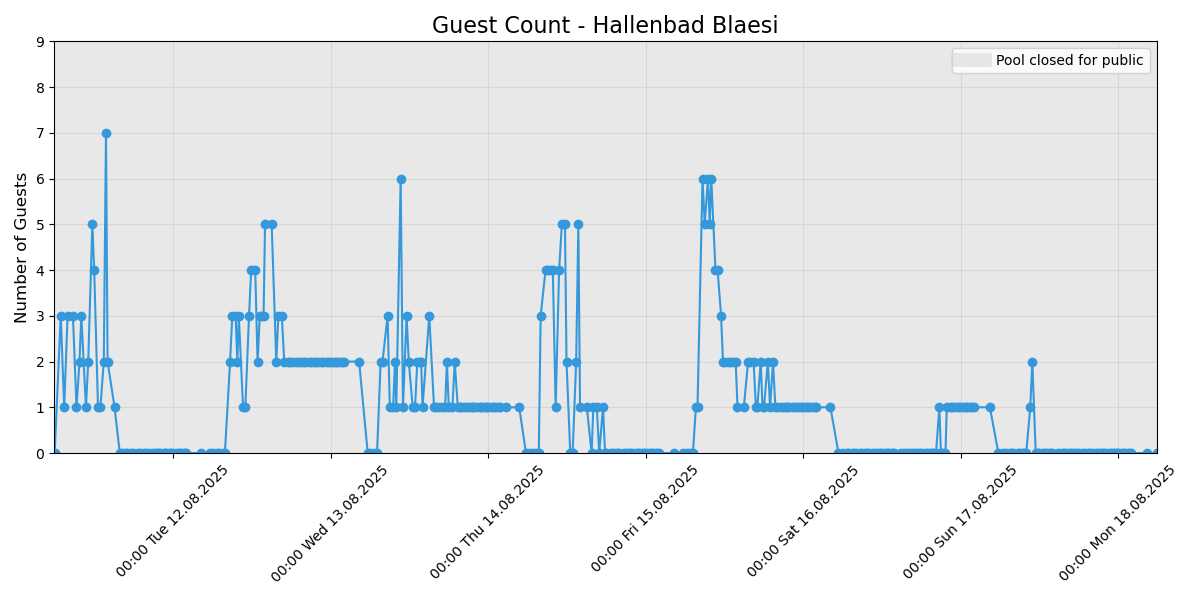 Guest Count - Hallenbad Blaesi
Pool closed for public
Number of Guests
9
8
7
6
5
4
3
2
1
0
00:00 Tue 12.08.2025
00:00 Wed 13.08.2025
00:00 Thu 14.08.2025
00:00 Fri 15.08.2025
00:00 Sat 16.08.2025
00:00 Sun 17.08.2025
00:00 Mon 18.08.2025